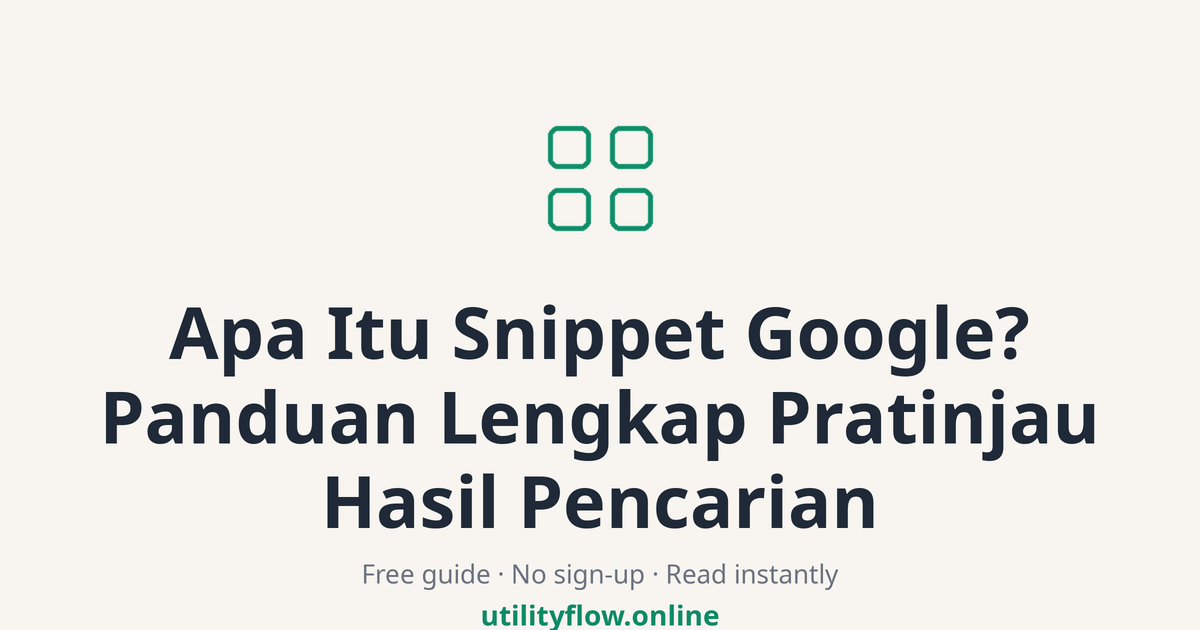 Apa Itu Snippet Google?
Panduan Lengkap Pratinjau
Hasil Pencarian
Free guide · No sign-up · Read instantly
utilityflow.online